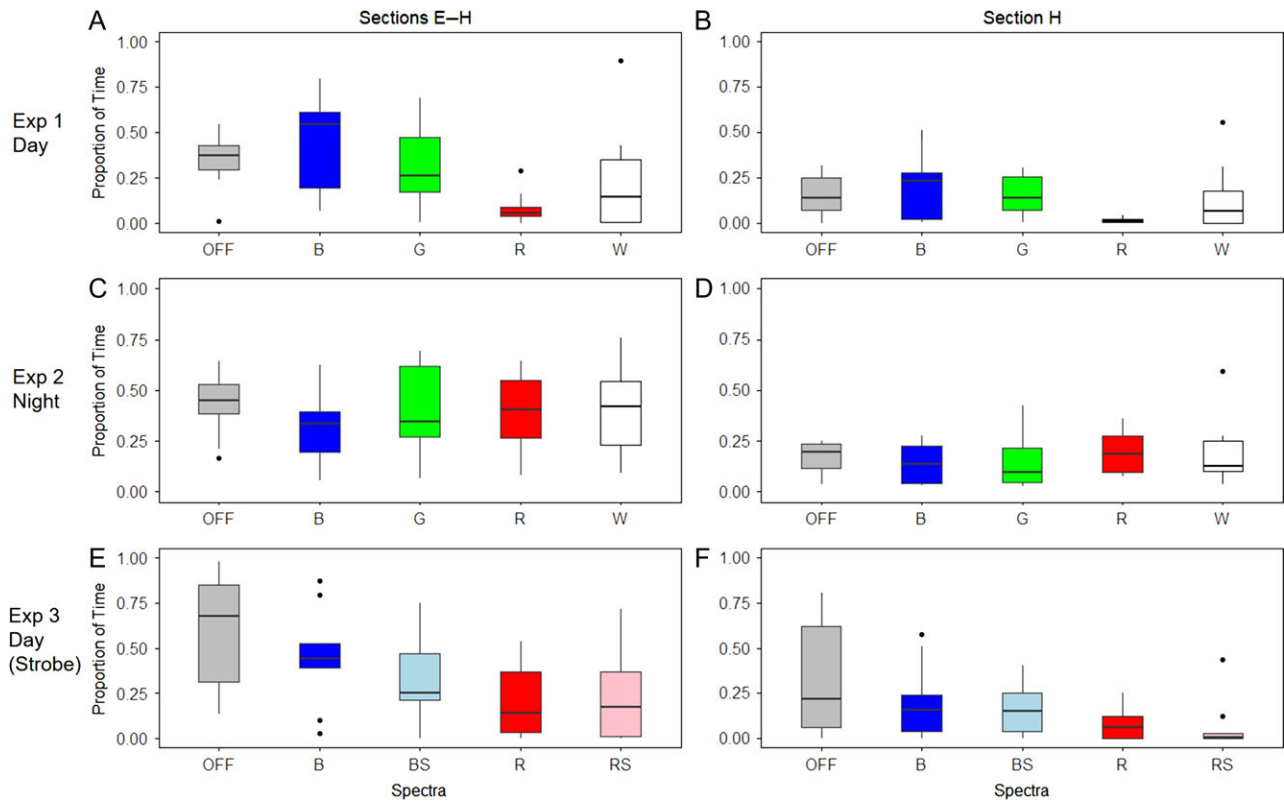 A Sections E–H
B Section H
Exp 1
Day
Proportion of Time
1.00
0.75
0.50
0.25
0.00
OFF B G R W
1.00
0.75
0.50
0.25
0.00
OFF B G R W
C
D
Exp 2
Night
Proportion of Time
1.00
0.75
0.50
0.25
0.00
OFF B G R W
1.00
0.75
0.50
0.25
0.00
OFF B G R W
E
F
Exp 3
Day
(Strobe)
Proportion of Time
1.00
0.75
0.50
0.25
0.00
OFF B BS R RS
Spectra
1.00
0.75
0.50
0.25
0.00
OFF B BS R RS
Spectra